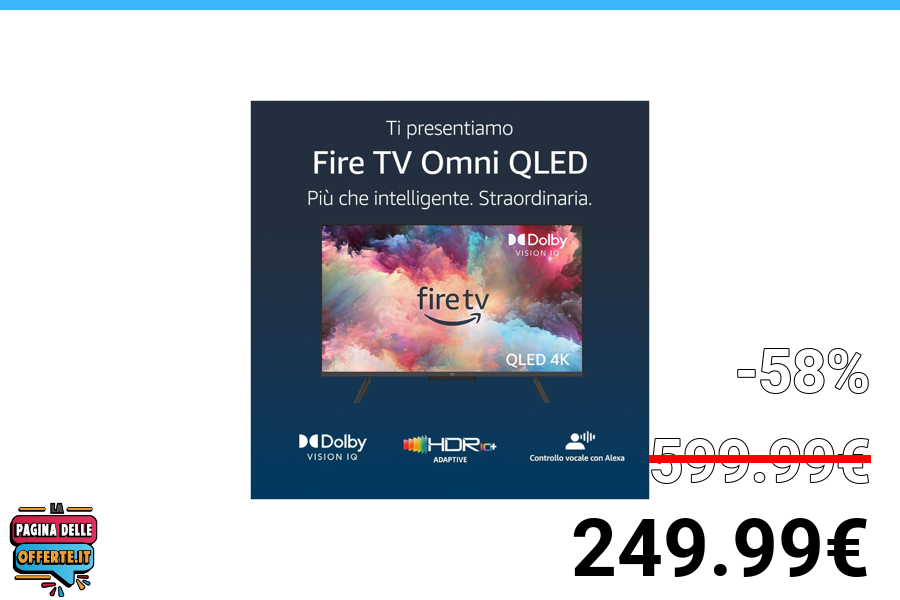 Ti presentiamo
Fire TV Omni QLED
Più che intelligente. Straordinaria.
Dolby
VISION IQ
fire tv
QLED 4K
-58%
Dolby
VISION IQ
HDR10+
ADAPTIVE
Controllo vocale con Alexa
599.99€
249.99€
LA
PAGINA DELLE
OFFERTE.IT